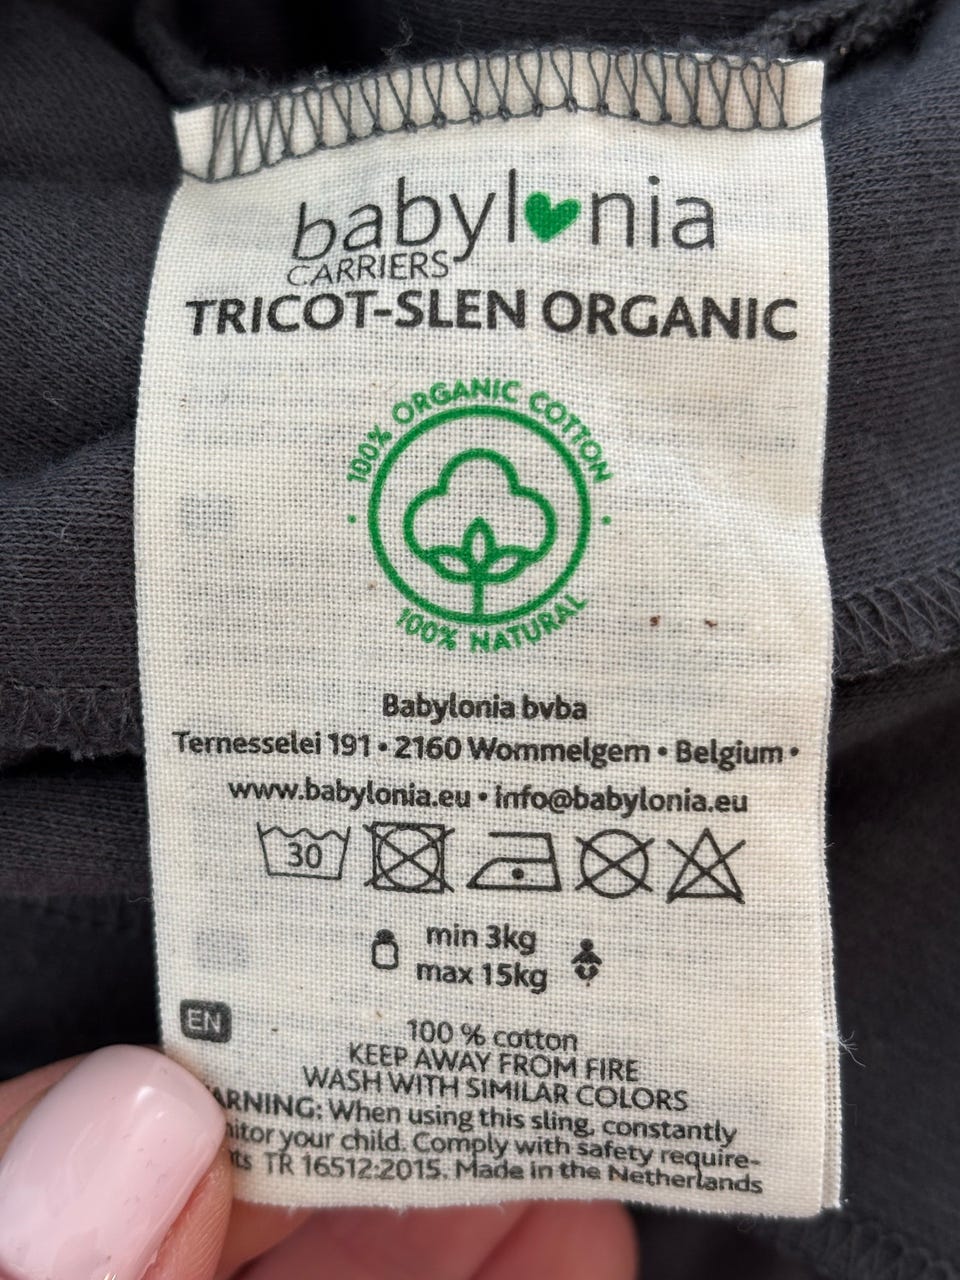 babylonia
CARRIERS
TRICOT-SLEN ORGANIC
100% ORGANIC COTTON
100% NATURAL
Babylonia bvba
Ternesselei 191 • 2160 Wommelgem • Belgium •
www.babylonia.eu • info@babylonia.eu
30
min 3kg
max 15kg
EN
100 % cotton
KEEP AWAY FROM FIRE
WASH WITH SIMILAR COLORS
ARNING: When using this sling, constantly
itor your child. Comply with safety require-
ts TR 16512:2015. Made in the Netherlands